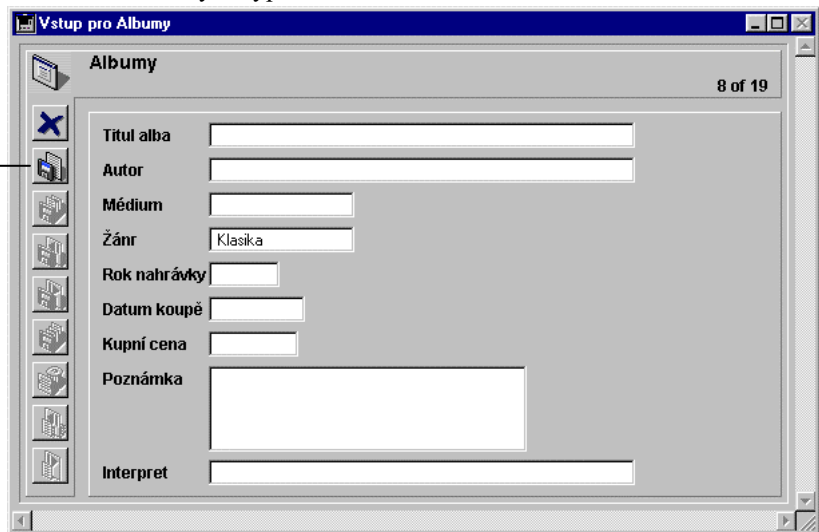 Vstup pro Albumy
Albumy
8 of 19
Titul alba
Autor
Médium
Žánr Klasika
Rok nahrávky
Datum koupě
Kupní cena
Poznámka
Interpret